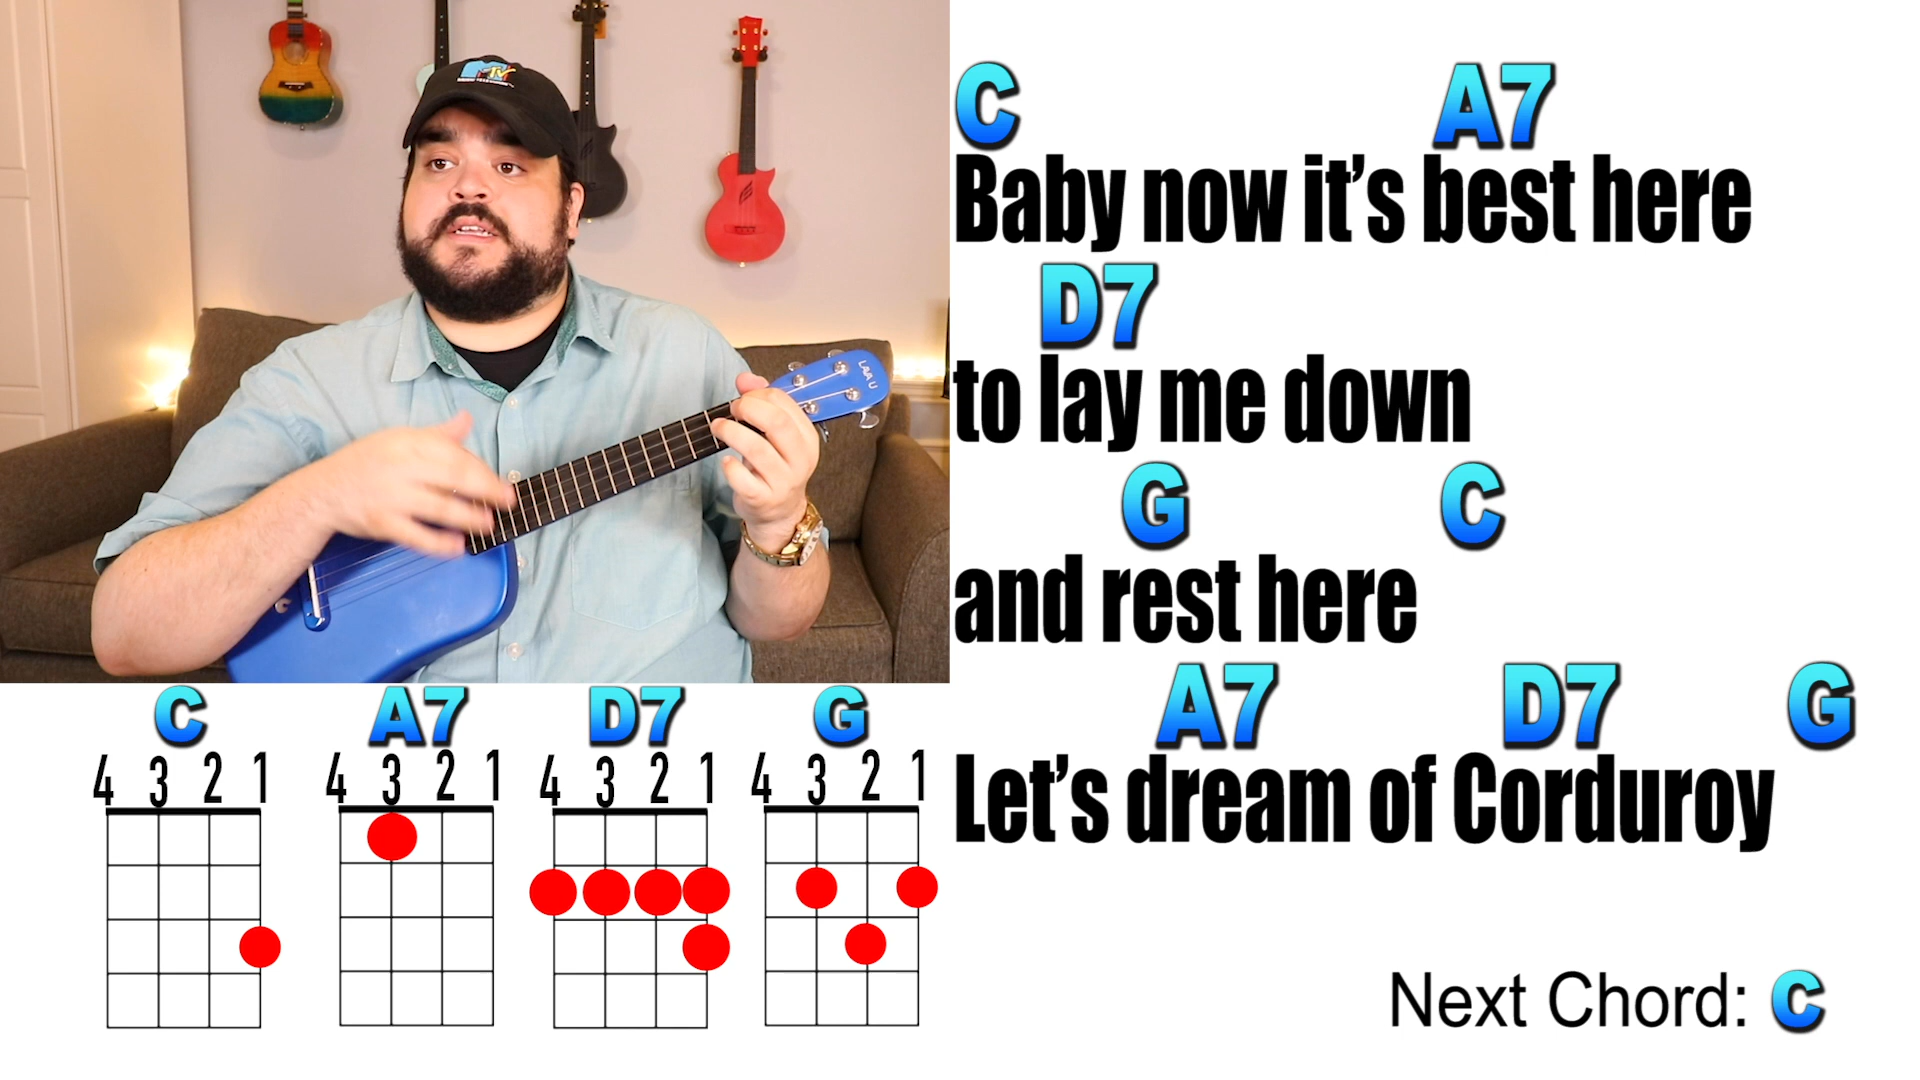 C A7
Baby now it's best here
D7
to lay me down
G C
and rest here
A7 D7 G
Let's dream of Corduroy
Next Chord: C
C A7 D7 G
4 3 2 1 4 3 2 1 4 3 2 1 4 3 2 1
MTV
LAVA U